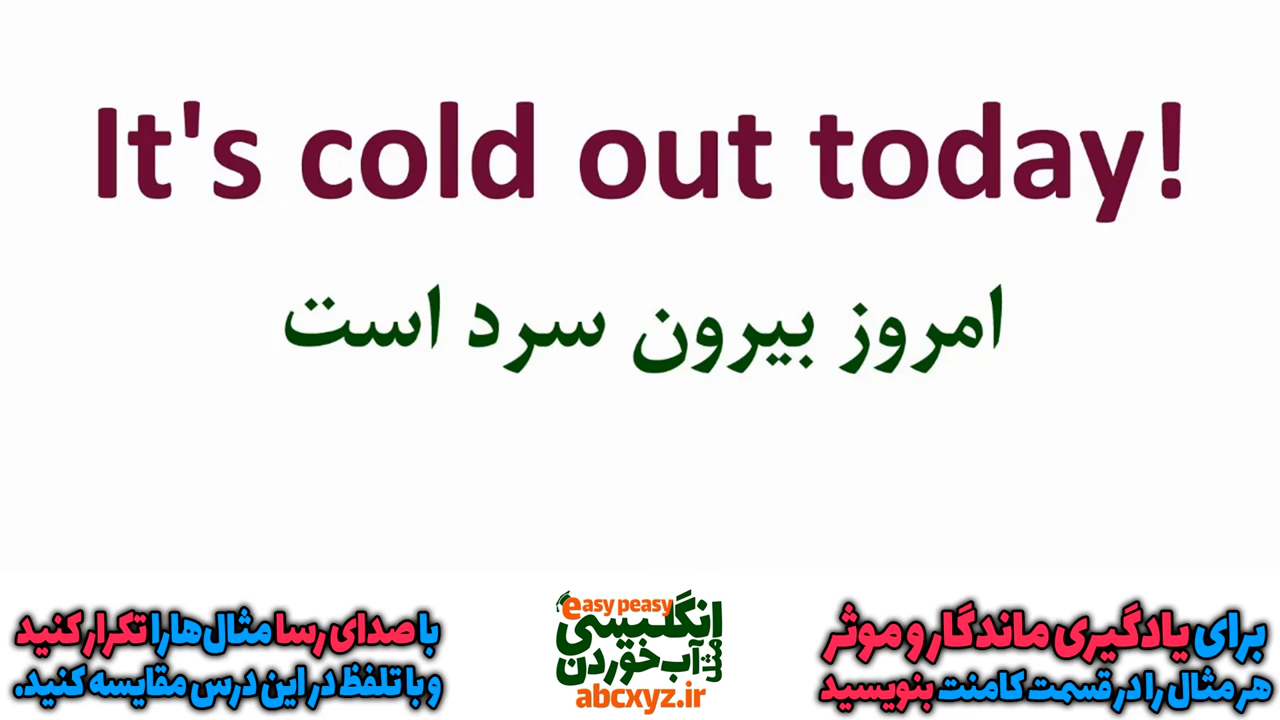 It's cold out today!
امروز بیرون سرد است
برای یادگیری ماندگار و موثر
هر مثال را در قسمت کامنت بنویسید
easy peasy
انگلیسی
مثل
آب خوردن
abcxyz.ir
با صدای رسا مثال‌ها را تکرار کنید
و با تلفظ در این درس مقایسه کنید.